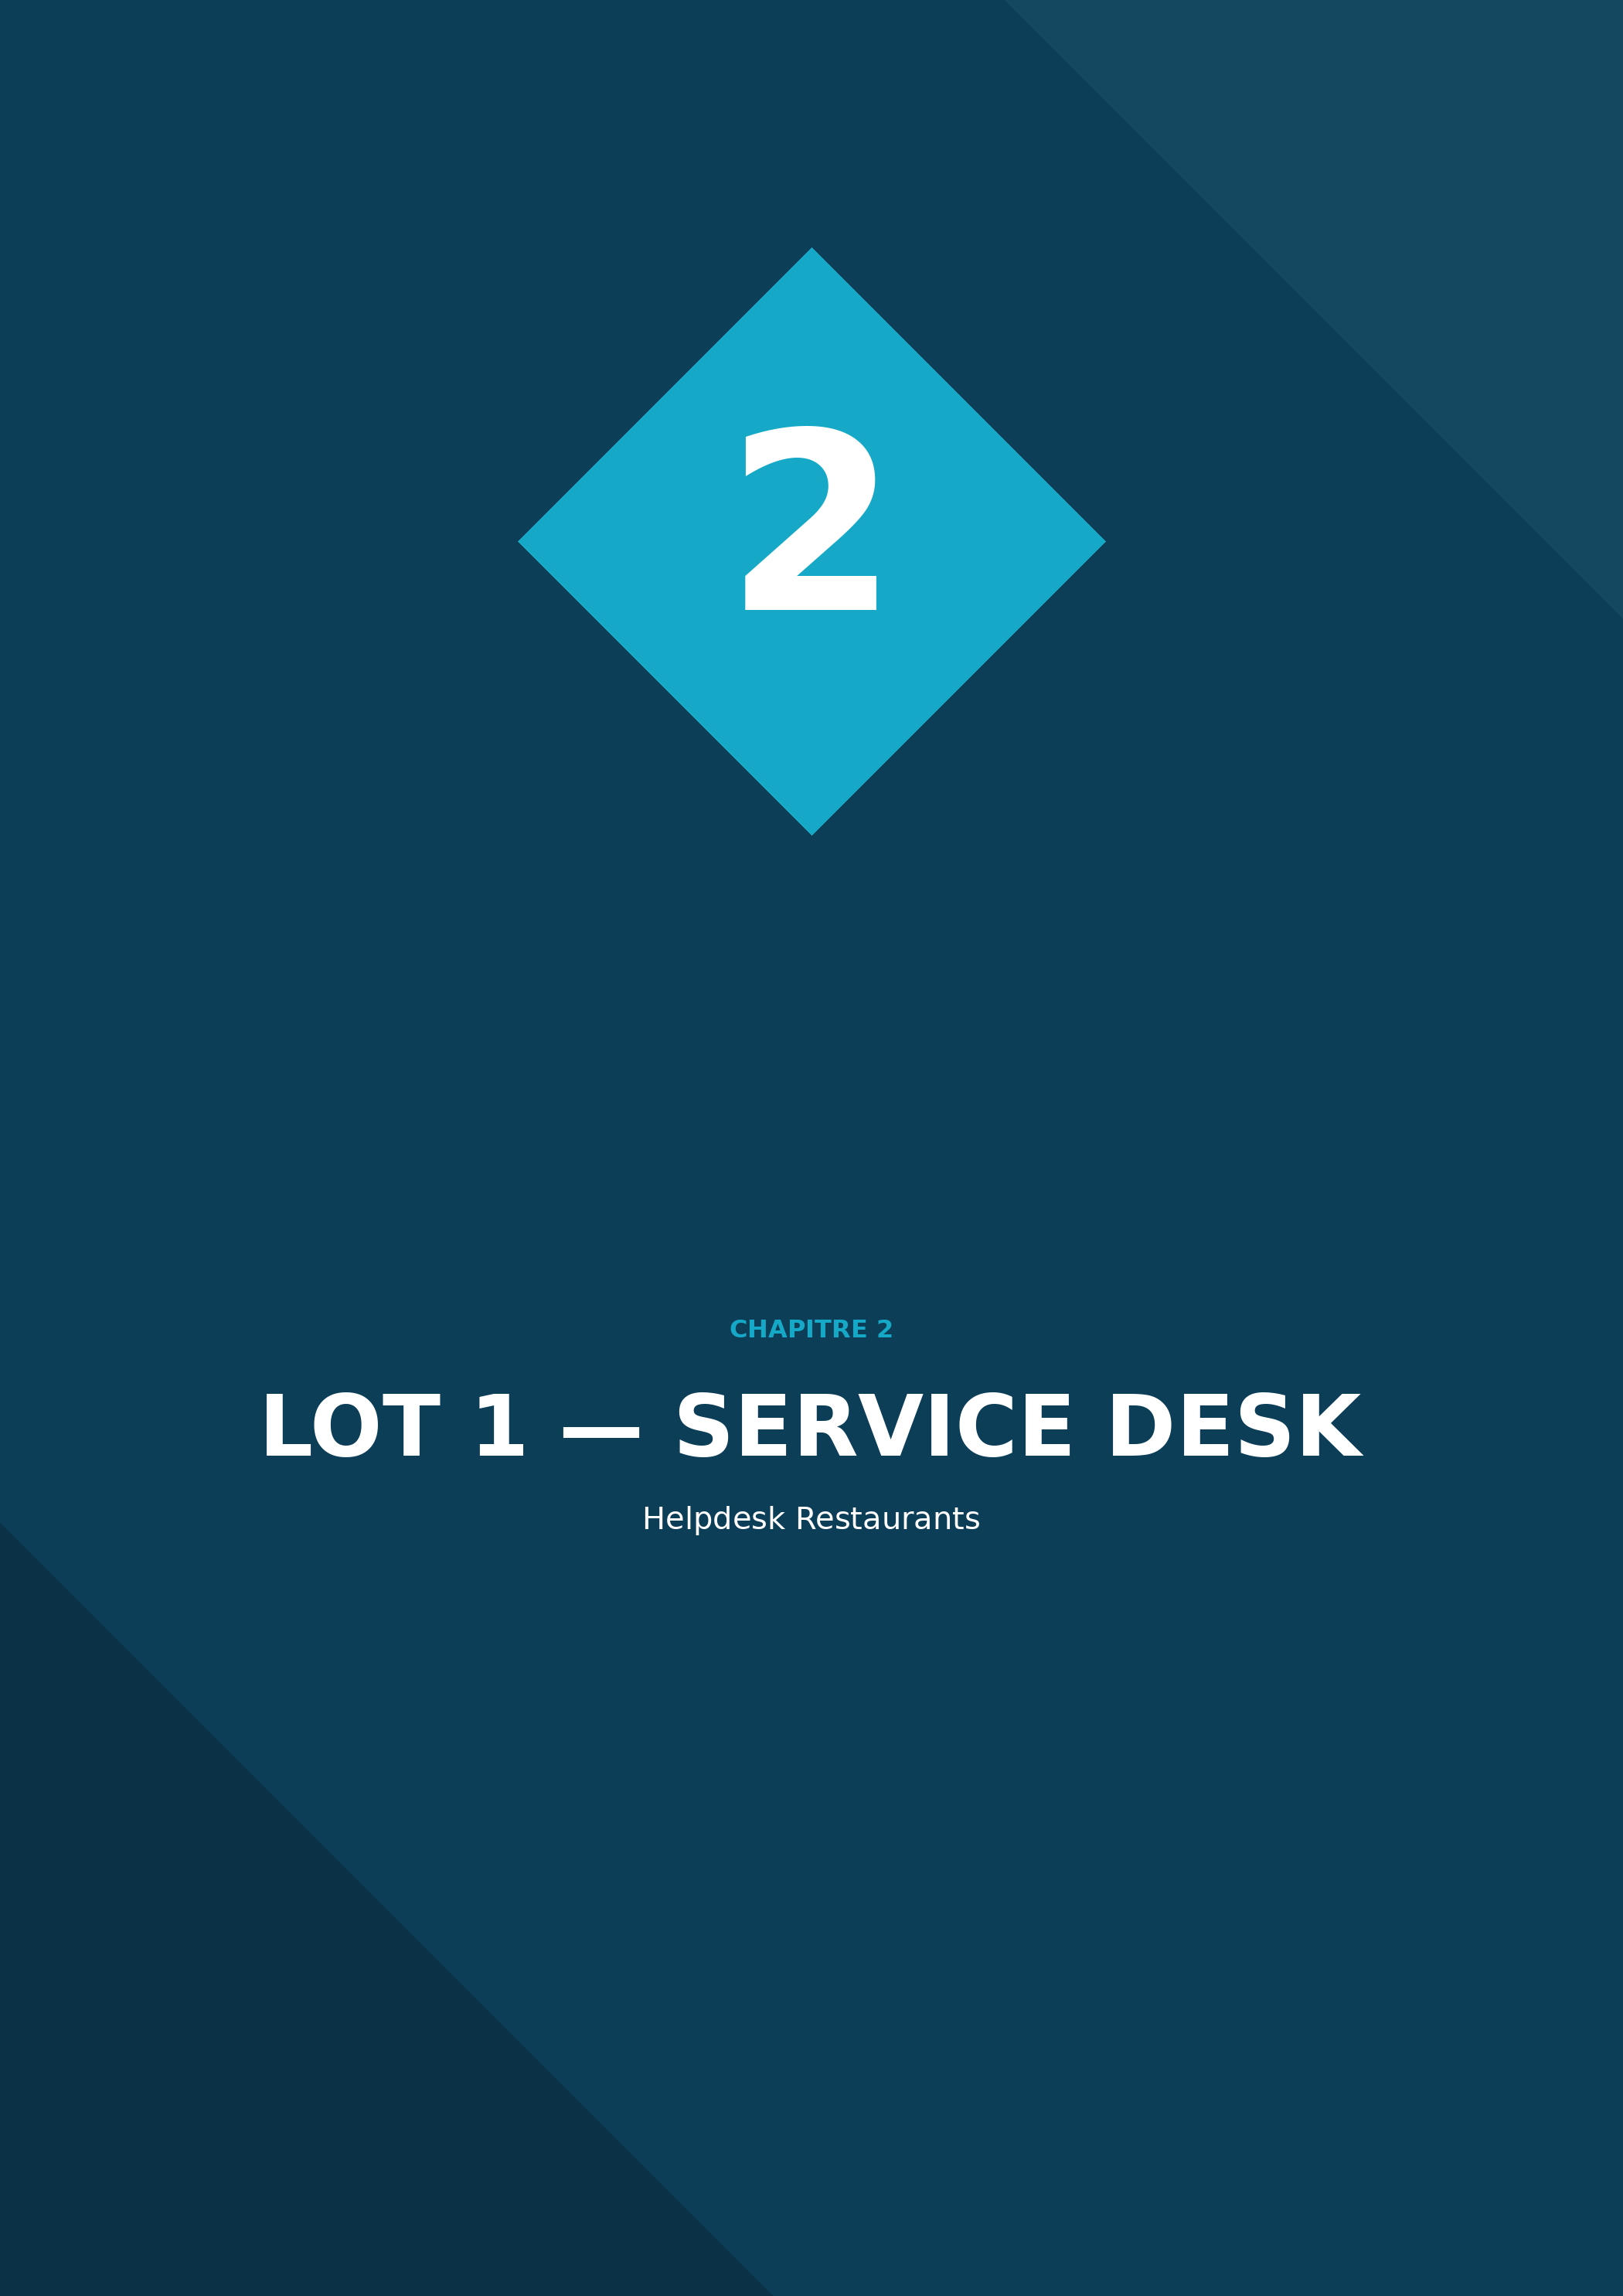 2
CHAPITRE 2
LOT 1 — SERVICE DESK
Helpdesk Restaurants